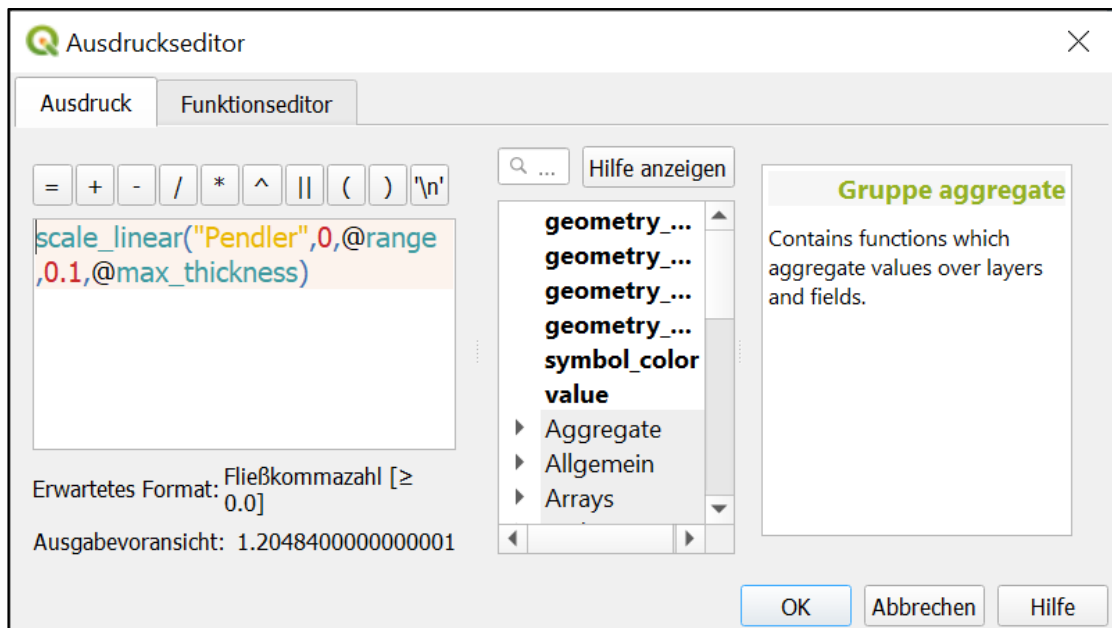 Ausdruckseditor
Ausdruck
Funktionseditor
= + - / * ^ || ( ) '\n'
scale_linear("Pendler",0,@range
,0.1,@max_thickness)
Erwartetes Format: Fließkommazahl [≥
0.0]
Ausgabevoransicht: 1.2048400000000001
...
Hilfe anzeigen
geometry_...
geometry_...
geometry_...
geometry_...
symbol_color
value
Aggregate
Allgemein
Arrays
Gruppe aggregate
Contains functions which
aggregate values over layers
and fields.
OK
Abbrechen
Hilfe